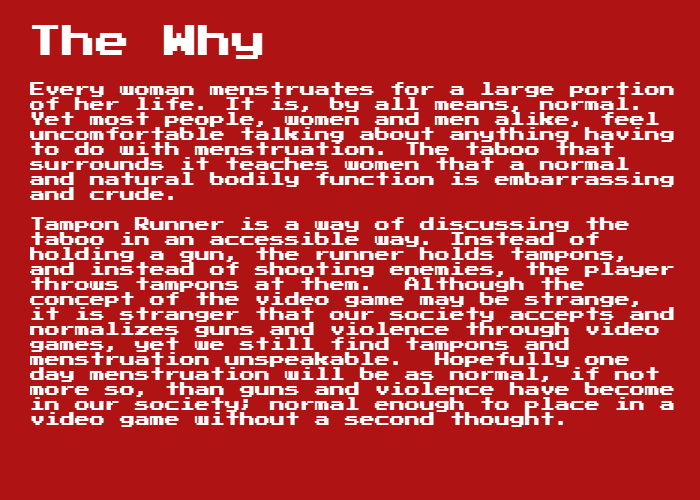 The Why
Every woman menstruates for a large portion
of her life. It is, by all means, normal.
Yet most people, women and men alike, feel
uncomfortable talking about anything having
to do with menstruation. The taboo that
surrounds it teaches women that a normal
and natural bodily function is embarrassing
and crude.
Tampon Runner is a way of discussing the
taboo in an accessible way. Instead of
holding a gun, the runner holds tampons,
and instead of shooting enemies, the player
throws tampons at them.  Although the
concept of the video game may be strange,
it is stranger that our society accepts and
normalizes guns and violence through video
games, yet we still find tampons and
menstruation unspeakable.  Hopefully one
day menstruation will be as normal, if not
more so, than guns and violence have become
in our society; normal enough to place in a
video game without a second thought.